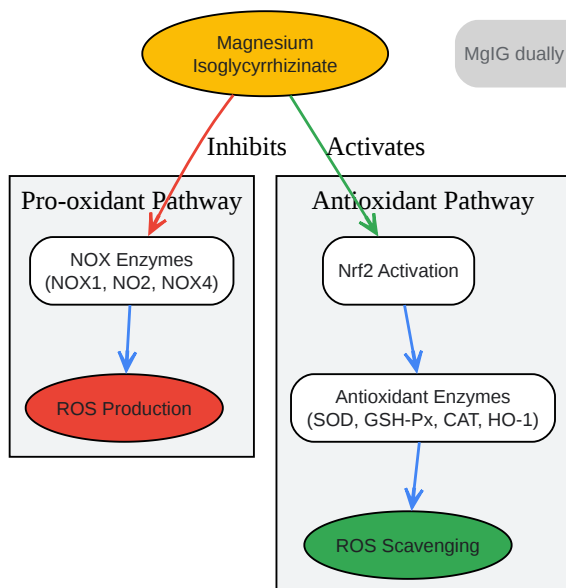 Magnesium
Isoglycyrrhizinate
MgIG dually
Inhibits
Activates
Pro-oxidant Pathway
Antioxidant Pathway
NOX Enzymes
(NOX1, NO2, NOX4)
Nrf2 Activation
ROS Production
Antioxidant Enzymes
(SOD, GSH-Px, CAT, HO-1)
ROS Scavenging